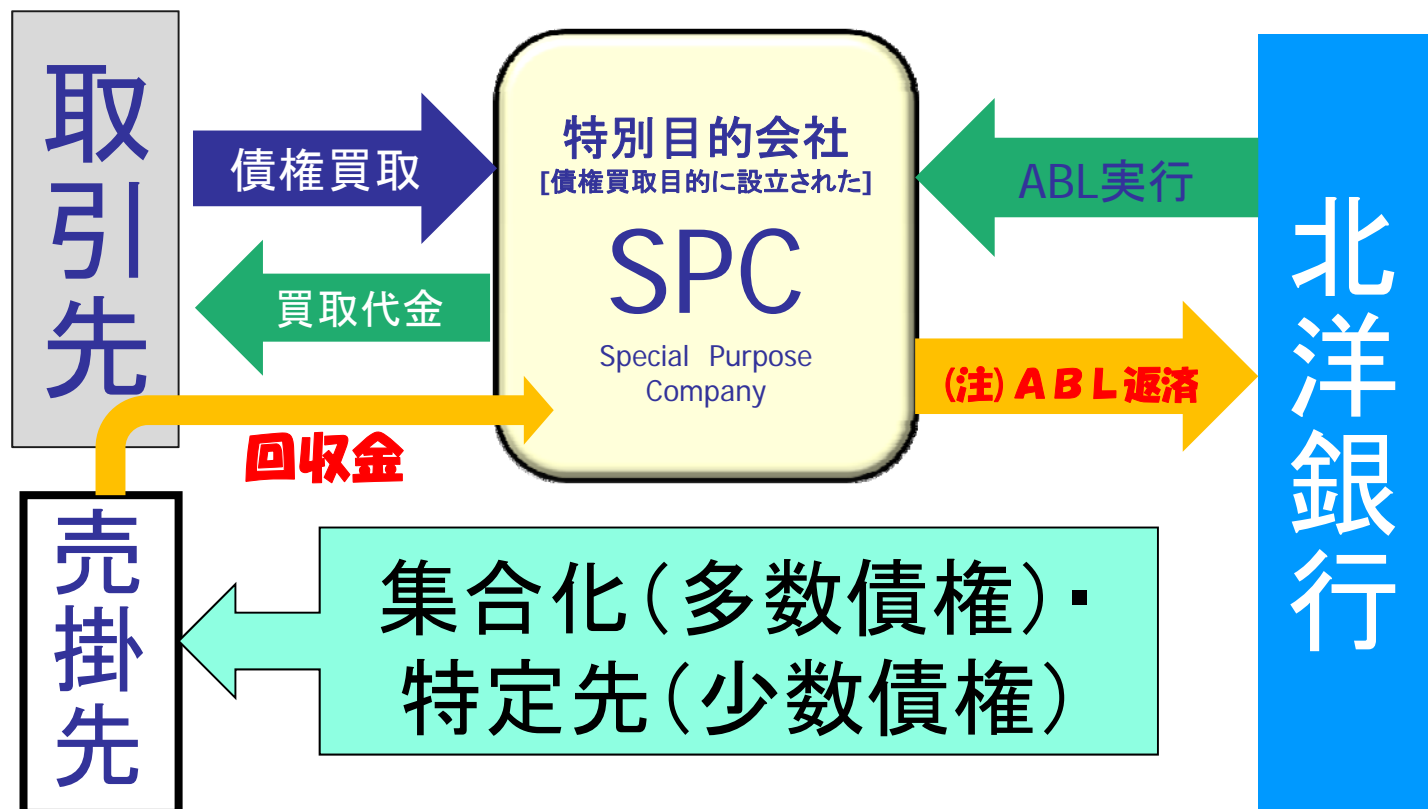 取引先
債権買取
買取代金
特別目的会社
[債権買取目的に設立された]
SPC
Special Purpose
Company
ABL実行
(注)ABL返済
北洋銀行
回収金
売掛先
集合化(多数債権)・
特定先(少数債権)